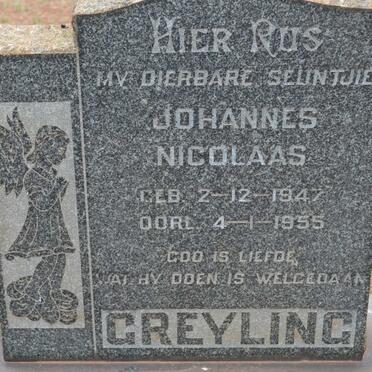 HIER RUS
MY DIERBARE SEUNTJIE
JOHANNES
NICOLAAS
GEB. 2-12-1947
OORL. 4-1-1955
GOD IS LIEFDE,
WAT HY DOEN IS WELGEDAAN
GREYLING